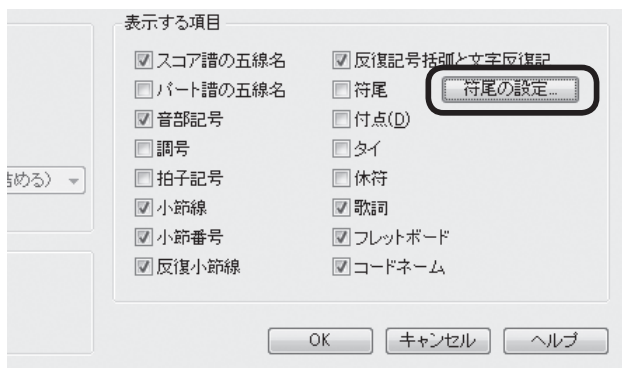 表示する項目
スコア譜の五線名
パート譜の五線名
音部記号
調号
拍子記号
小節線
小節番号
反復小節線
反復記号括弧と文字反復記
符尾
符尾の設定...
付点(D)
タイ
休符
歌詞
フレットボード
コードネーム
詰める)
OK
キャンセル
ヘルプ